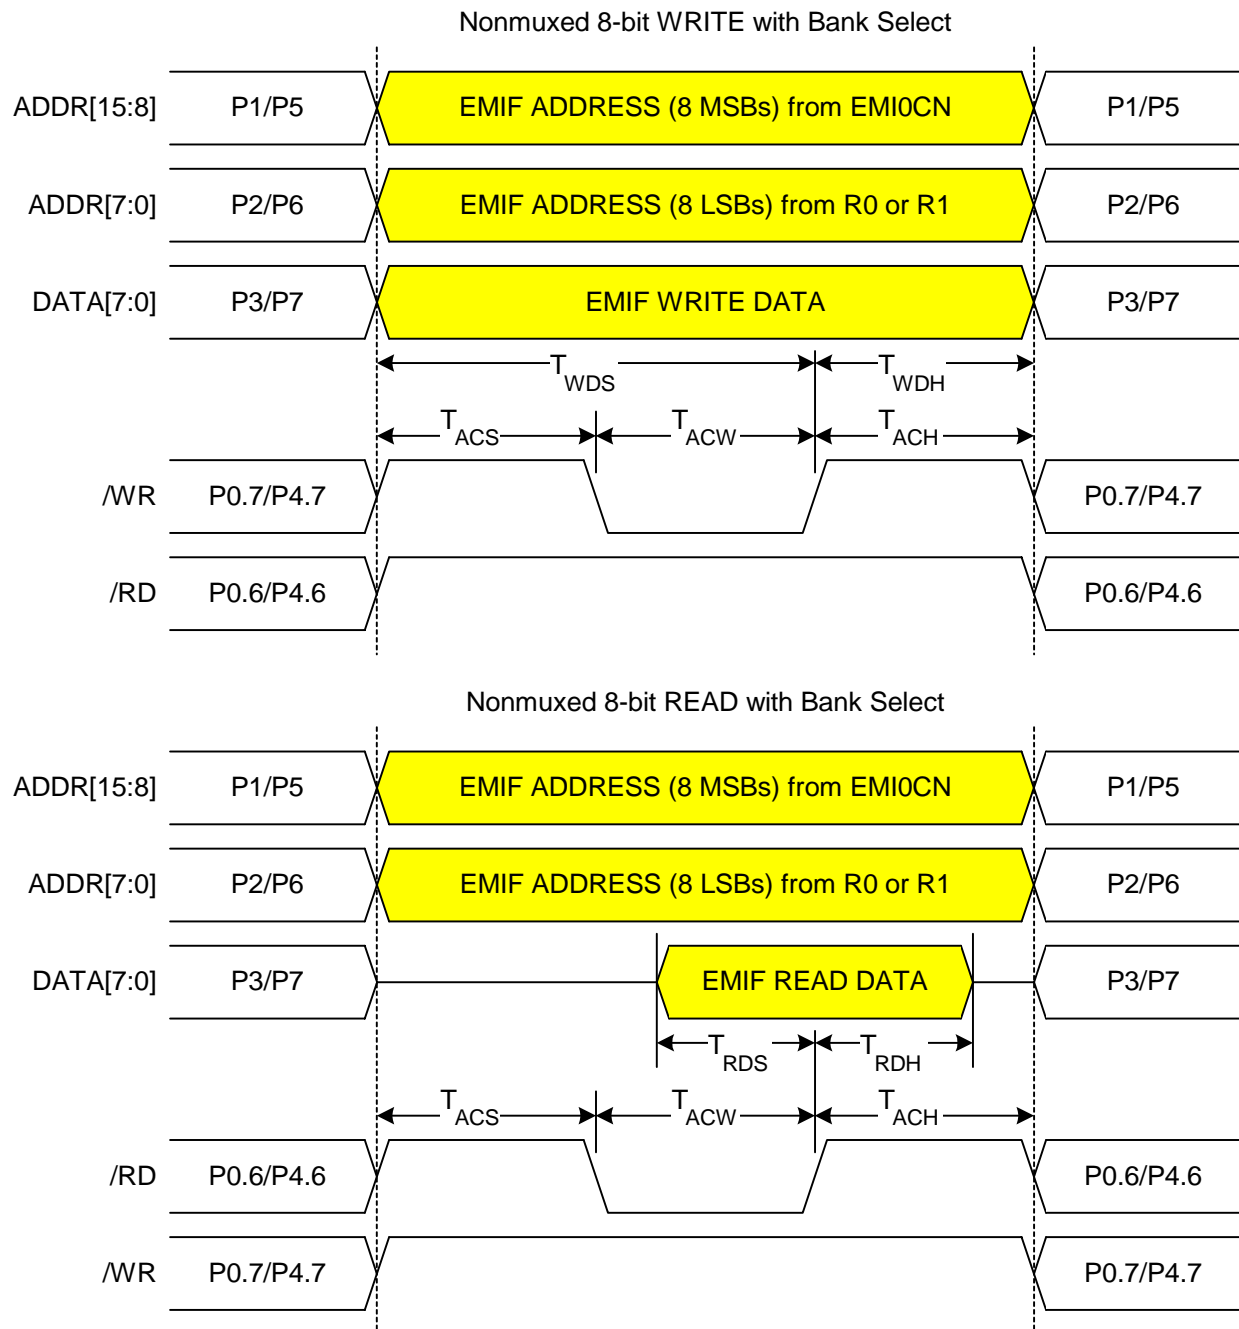 Nonmuxed 8-bit WRITE with Bank Select
ADDR[15:8] P1/P5 EMIF ADDRESS (8 MSBs) from EMI0CN P1/P5
ADDR[7:0] P2/P6 EMIF ADDRESS (8 LSBs) from R0 or R1 P2/P6
DATA[7:0] P3/P7 EMIF WRITE DATA P3/P7
TWDS TWDH
TACS TACW TACH
/WR P0.7/P4.7 P0.7/P4.7
/RD P0.6/P4.6 P0.6/P4.6
Nonmuxed 8-bit READ with Bank Select
ADDR[15:8] P1/P5 EMIF ADDRESS (8 MSBs) from EMI0CN P1/P5
ADDR[7:0] P2/P6 EMIF ADDRESS (8 LSBs) from R0 or R1 P2/P6
DATA[7:0] P3/P7 EMIF READ DATA P3/P7
TRDS TRDH
TACS TACW TACH
/RD P0.6/P4.6 P0.6/P4.6
/WR P0.7/P4.7 P0.7/P4.7